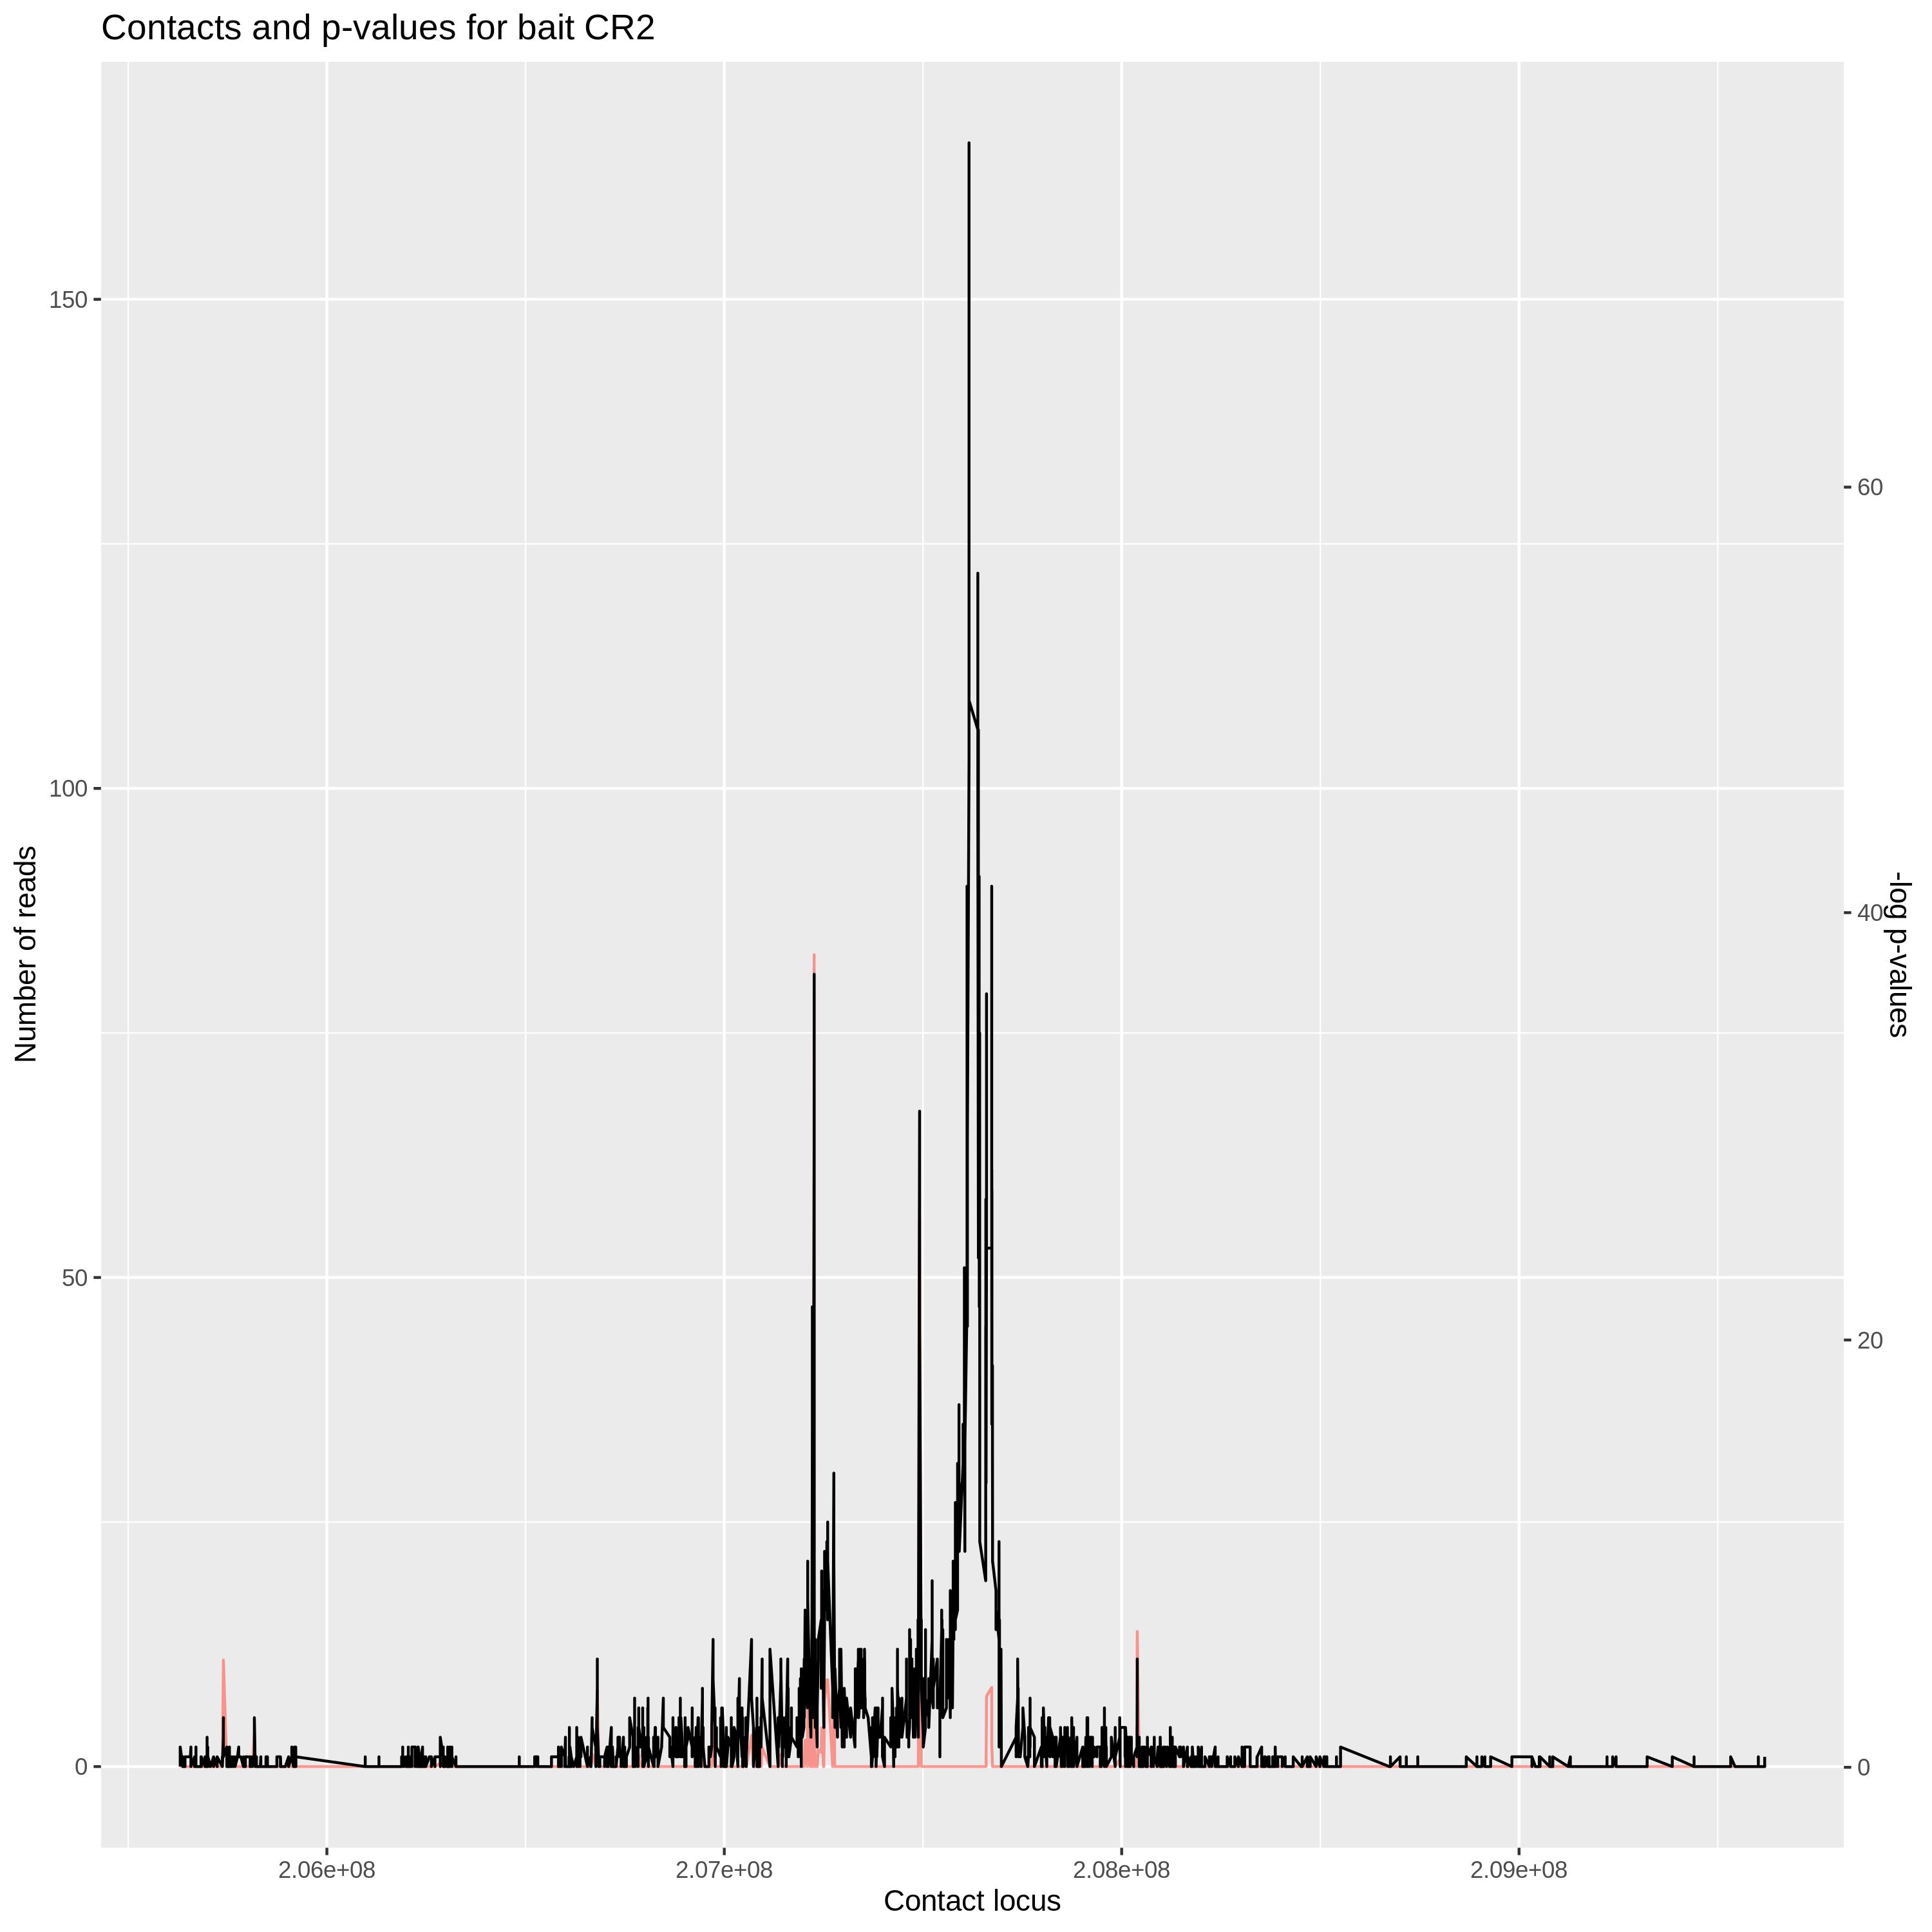 Contacts and p-values for bait CR2
150
100
50
0
Number of reads
60
40
20
0
-log p-values
2.06e+08
2.07e+08
2.08e+08
2.09e+08
Contact locus